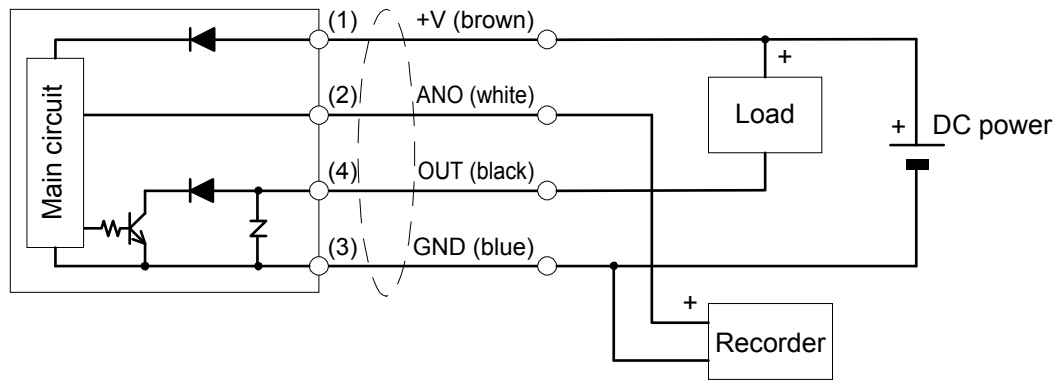 (1) +V (brown)
+
(2) ANO (white)
Load
+ DC power
Main circuit
(4) OUT (black)
(3) GND (blue)
+
Recorder